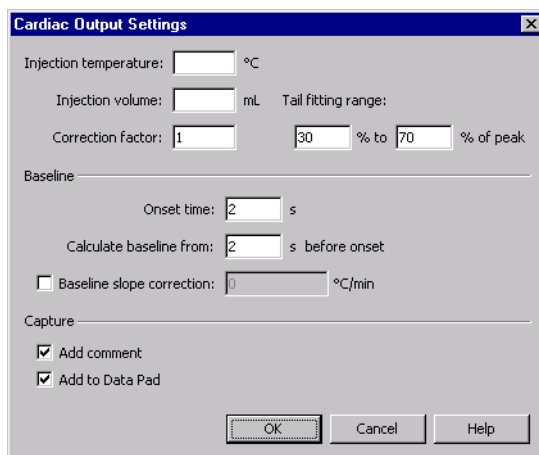 Cardiac Output Settings
Injection temperature: °C
Injection volume: mL Tail fitting range:
Correction factor: 1 30 % to 70 % of peak
Baseline
Onset time: 2 s
Calculate baseline from: 2 s before onset
Baseline slope correction: 0 °C/min
Capture
Add comment
Add to Data Pad
OK Cancel Help